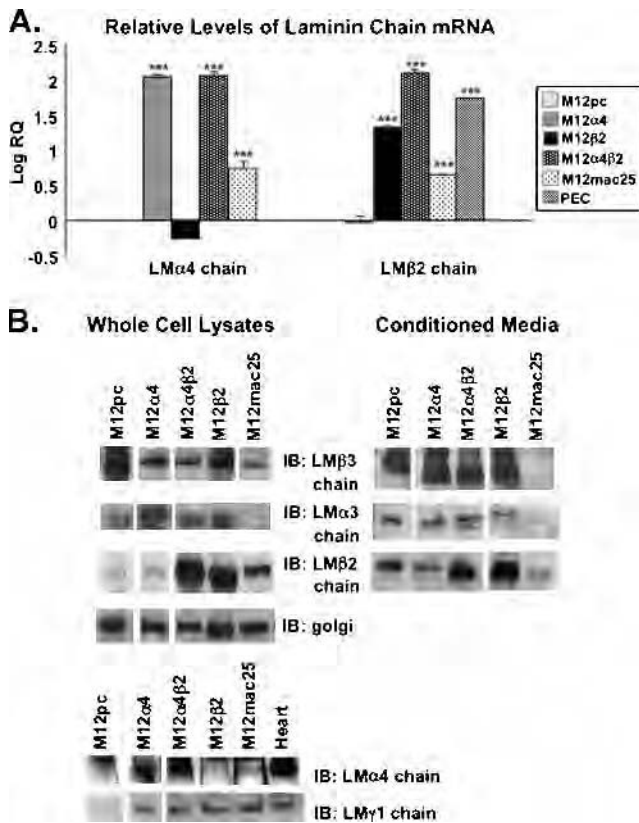 A.
Relative Levels of Laminin Chain mRNA
Log RQ
2.5
2
1.5
1
0.5
0
-0.5
***
***
***
***
***
***
***
LMα4 chain
LMβ2 chain
M12pc
M12α4
M12β2
M12α4β2
M12mac25
PEC
B.
Whole Cell Lysates
M12pc
M12α4
M12α4β2
M12β2
M12mac25
Conditioned Media
M12pc
M12α4
M12α4β2
M12β2
M12mac25
IB: LMβ3
chain
IB: LMα3
chain
IB: LMβ2
chain
IB: golgi
M12pc
M12α4
M12α4β2
M12β2
M12mac25
Heart
IB: LMα4 chain
IB: LMγ1 chain